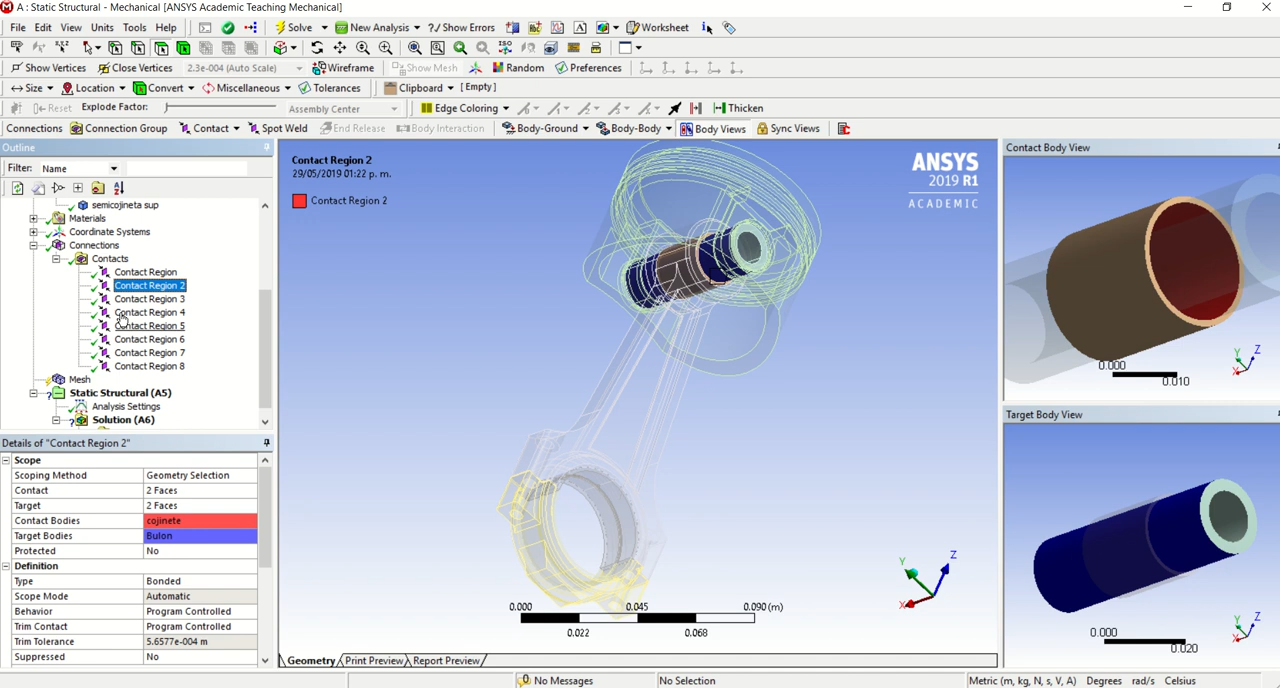 A : Static Structural - Mechanical [ANSYS Academic Teaching Mechanical]
File Edit View Units Tools Help Solve New Analysis ?/ Show Errors Worksheet
Show Vertices Close Vertices 2.3e-004 (Auto Scale) Wireframe Show Mesh Random Preferences
Size Location Convert Miscellaneous Tolerances Clipboard [ Empty ]
Reset Explode Factor: Assembly Center Edge Coloring Thicken
Connections Connection Group Contact Spot Weld End Release Body Interaction Body-Ground Body-Body Body Views Sync Views
Outline
Filter: Name
semicojineta sup
Materials
Coordinate Systems
Connections
Contacts
Contact Region
Contact Region 2
Contact Region 3
Contact Region 4
Contact Region 5
Contact Region 6
Contact Region 7
Contact Region 8
Mesh
Static Structural (A5)
Analysis Settings
Solution (A6)
Details of "Contact Region 2"
Scope
Scoping Method Geometry Selection
Contact 2 Faces
Target 2 Faces
Contact Bodies cojinete
Target Bodies Bulon
Protected No
Definition
Type Bonded
Scope Mode Automatic
Behavior Program Controlled
Trim Contact Program Controlled
Trim Tolerance 5.6577e-004 m
Suppressed No
Contact Region 2
29/05/2019 01:22 p. m.
Contact Region 2
ANSYS
2019 R1
ACADEMIC
0.000 0.045 0.090 (m)
0.022 0.068
X Y Z
Geometry Print Preview Report Preview
Contact Body View
0.000
0.010
X Y Z
Target Body View
0.000
0.020
X Y Z
0 No Messages No Selection Metric (m, kg, N, s, V, A) Degrees rad/s Celsius